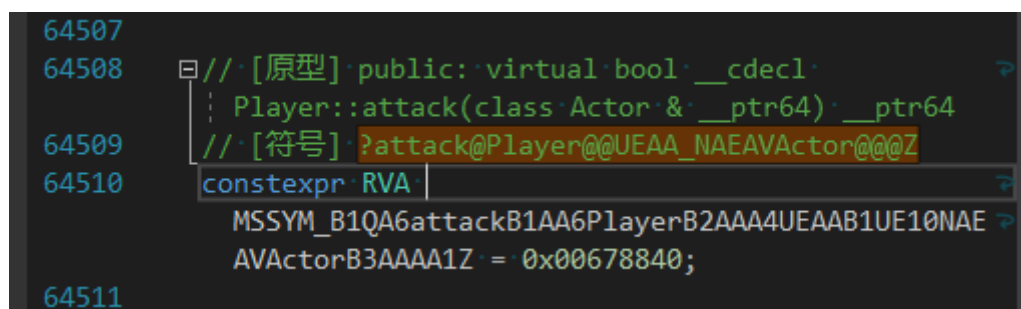 64507
64508 // [原型] public: virtual bool __cdecl
Player::attack(class Actor & __ptr64) __ptr64
64509 // [符号] ?attack@Player@@UEAA_NAEAVActor@@@Z
64510 constexpr RVA
MSSYM_B1QA6attackB1AA6PlayerB2AAA4UEAAB1UE10NAE
AVActorB3AAAA1Z = 0x00678840;
64511